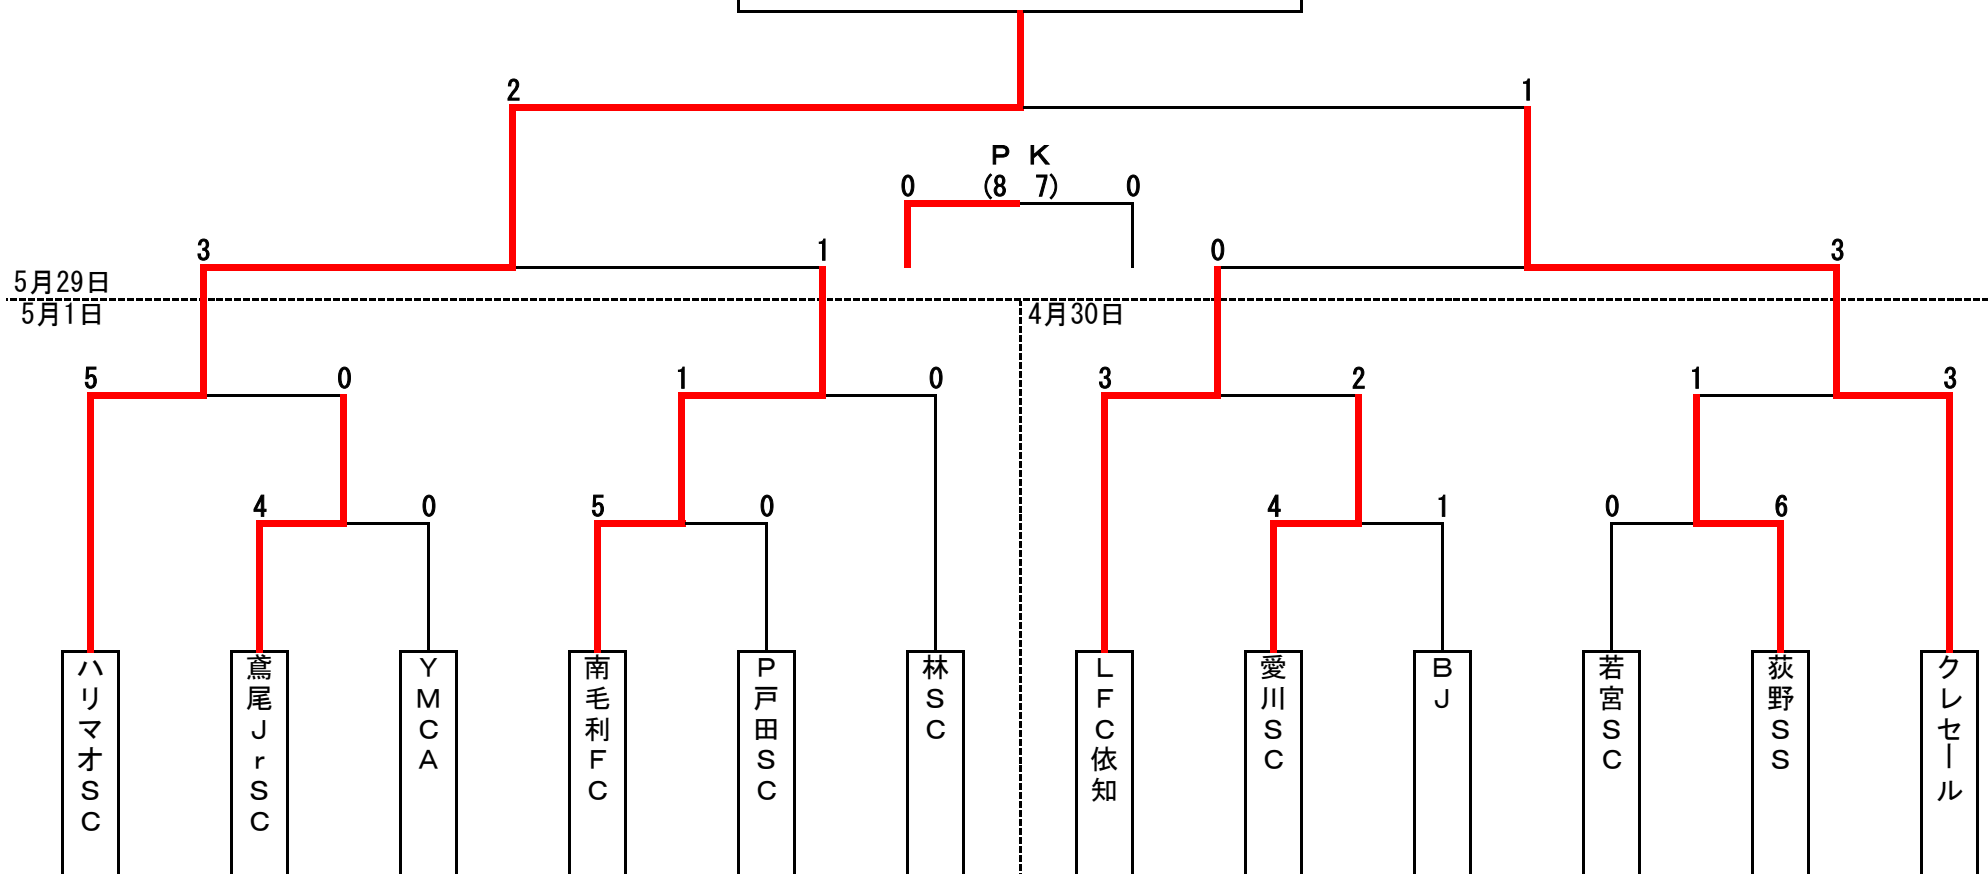 2 1
ＰＫ
0 (8 7) 0
3 1 0 3
5月29日
5月1日 4月30日
5 0 1 0 3 2 1 3
4 0 5 0 4 1 0 6
ハリマオＳＣ
鳶尾ＪｒＳＣ
ＹＭＣＡ
南毛利ＦＣ
Ｐ戸田ＳＣ
林ＳＣ
ＬＦＣ依知
愛川ＳＣ
ＢＪ
若宮ＳＣ
荻野ＳＳ
クレセール